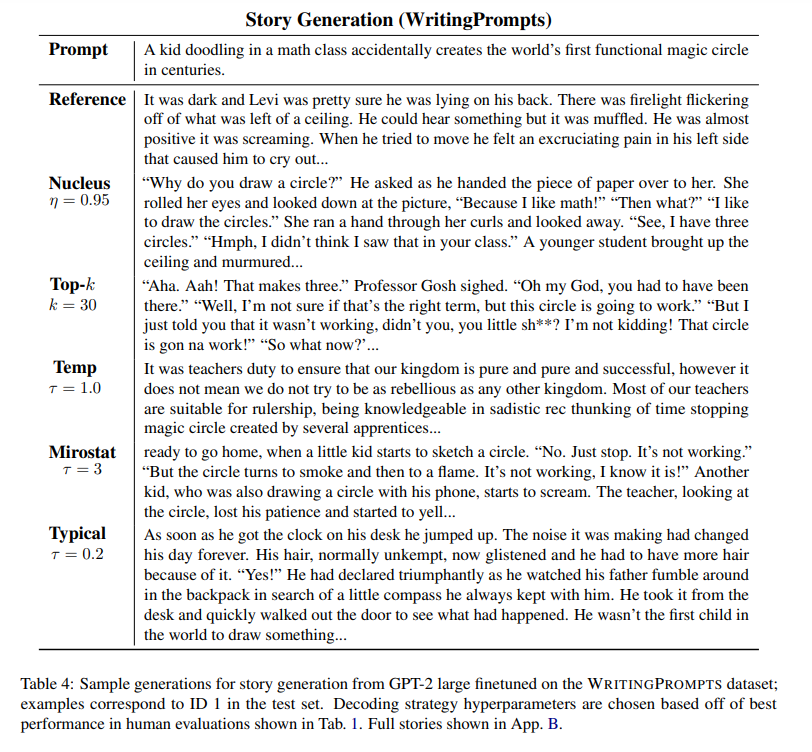 Story Generation (WritingPrompts)
Prompt A kid doodling in a math class accidentally creates the world’s first functional magic circle
in centuries.
Reference It was dark and Levi was pretty sure he was lying on his back. There was firelight flickering
off of what was left of a ceiling. He could hear something but it was muffled. He was almost
positive it was screaming. When he tried to move he felt an excruciating pain in his left side
that caused him to cry out...
Nucleus “Why do you draw a circle?” He asked as he handed the piece of paper over to her. She
η = 0.95 rolled her eyes and looked down at the picture, “Because I like math!” “Then what?” “I like
to draw the circles.” She ran a hand through her curls and looked away. “See, I have three
circles.” “Hmph, I didn’t think I saw that in your class.” A younger student brought up the
ceiling and murmured...
Top-k “Aha. Aah! That makes three.” Professor Gosh sighed. “Oh my God, you had to have been
k = 30 there.” “Well, I’m not sure if that’s the right term, but this circle is going to work.” “But I
just told you that it wasn’t working, didn’t you, you little sh**? I’m not kidding! That circle
is gon na work!” “So what now?’...
Temp It was teachers duty to ensure that our kingdom is pure and pure and successful, however it
τ = 1.0 does not mean we do not try to be as rebellious as any other kingdom. Most of our teachers
are suitable for rulership, being knowledgeable in sadistic rec thunking of time stopping
magic circle created by several apprentices...
Mirostat ready to go home, when a little kid starts to sketch a circle. “No. Just stop. It’s not working.”
τ = 3 “But the circle turns to smoke and then to a flame. It’s not working, I know it is!” Another
kid, who was also drawing a circle with his phone, starts to scream. The teacher, looking at
the circle, lost his patience and started to yell...
Typical As soon as he got the clock on his desk he jumped up. The noise it was making had changed
τ = 0.2 his day forever. His hair, normally unkempt, now glistened and he had to have more hair
because of it. “Yes!” He had declared triumphantly as he watched his father fumble around
in the backpack in search of a little compass he always kept with him. He took it from the
desk and quickly walked out the door to see what had happened. He wasn’t the first child in
the world to draw something...
Table 4: Sample generations for story generation from GPT-2 large finetuned on the WRITINGPROMPTS dataset;
examples correspond to ID 1 in the test set. Decoding strategy hyperparameters are chosen based off of best
performance in human evaluations shown in Tab. 1. Full stories shown in App. B.